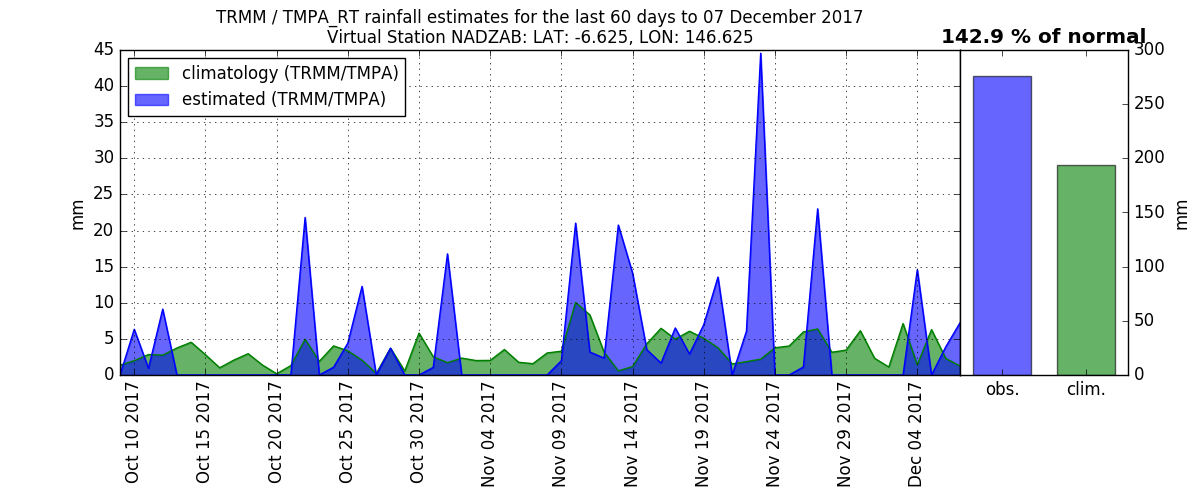 TRMM / TMPA_RT rainfall estimates for the last 60 days to 07 December 2017
Virtual Station NADZAB: LAT: -6.625, LON: 146.625
142.9 % of normal
climatology (TRMM/TMPA)
estimated (TRMM/TMPA)
45
40
35
30
25
20
15
10
5
0
mm
Oct 10 2017
Oct 15 2017
Oct 20 2017
Oct 25 2017
Oct 30 2017
Nov 04 2017
Nov 09 2017
Nov 14 2017
Nov 19 2017
Nov 24 2017
Nov 29 2017
Dec 04 2017
obs.
clim.
300
250
200
150
100
50
0
mm